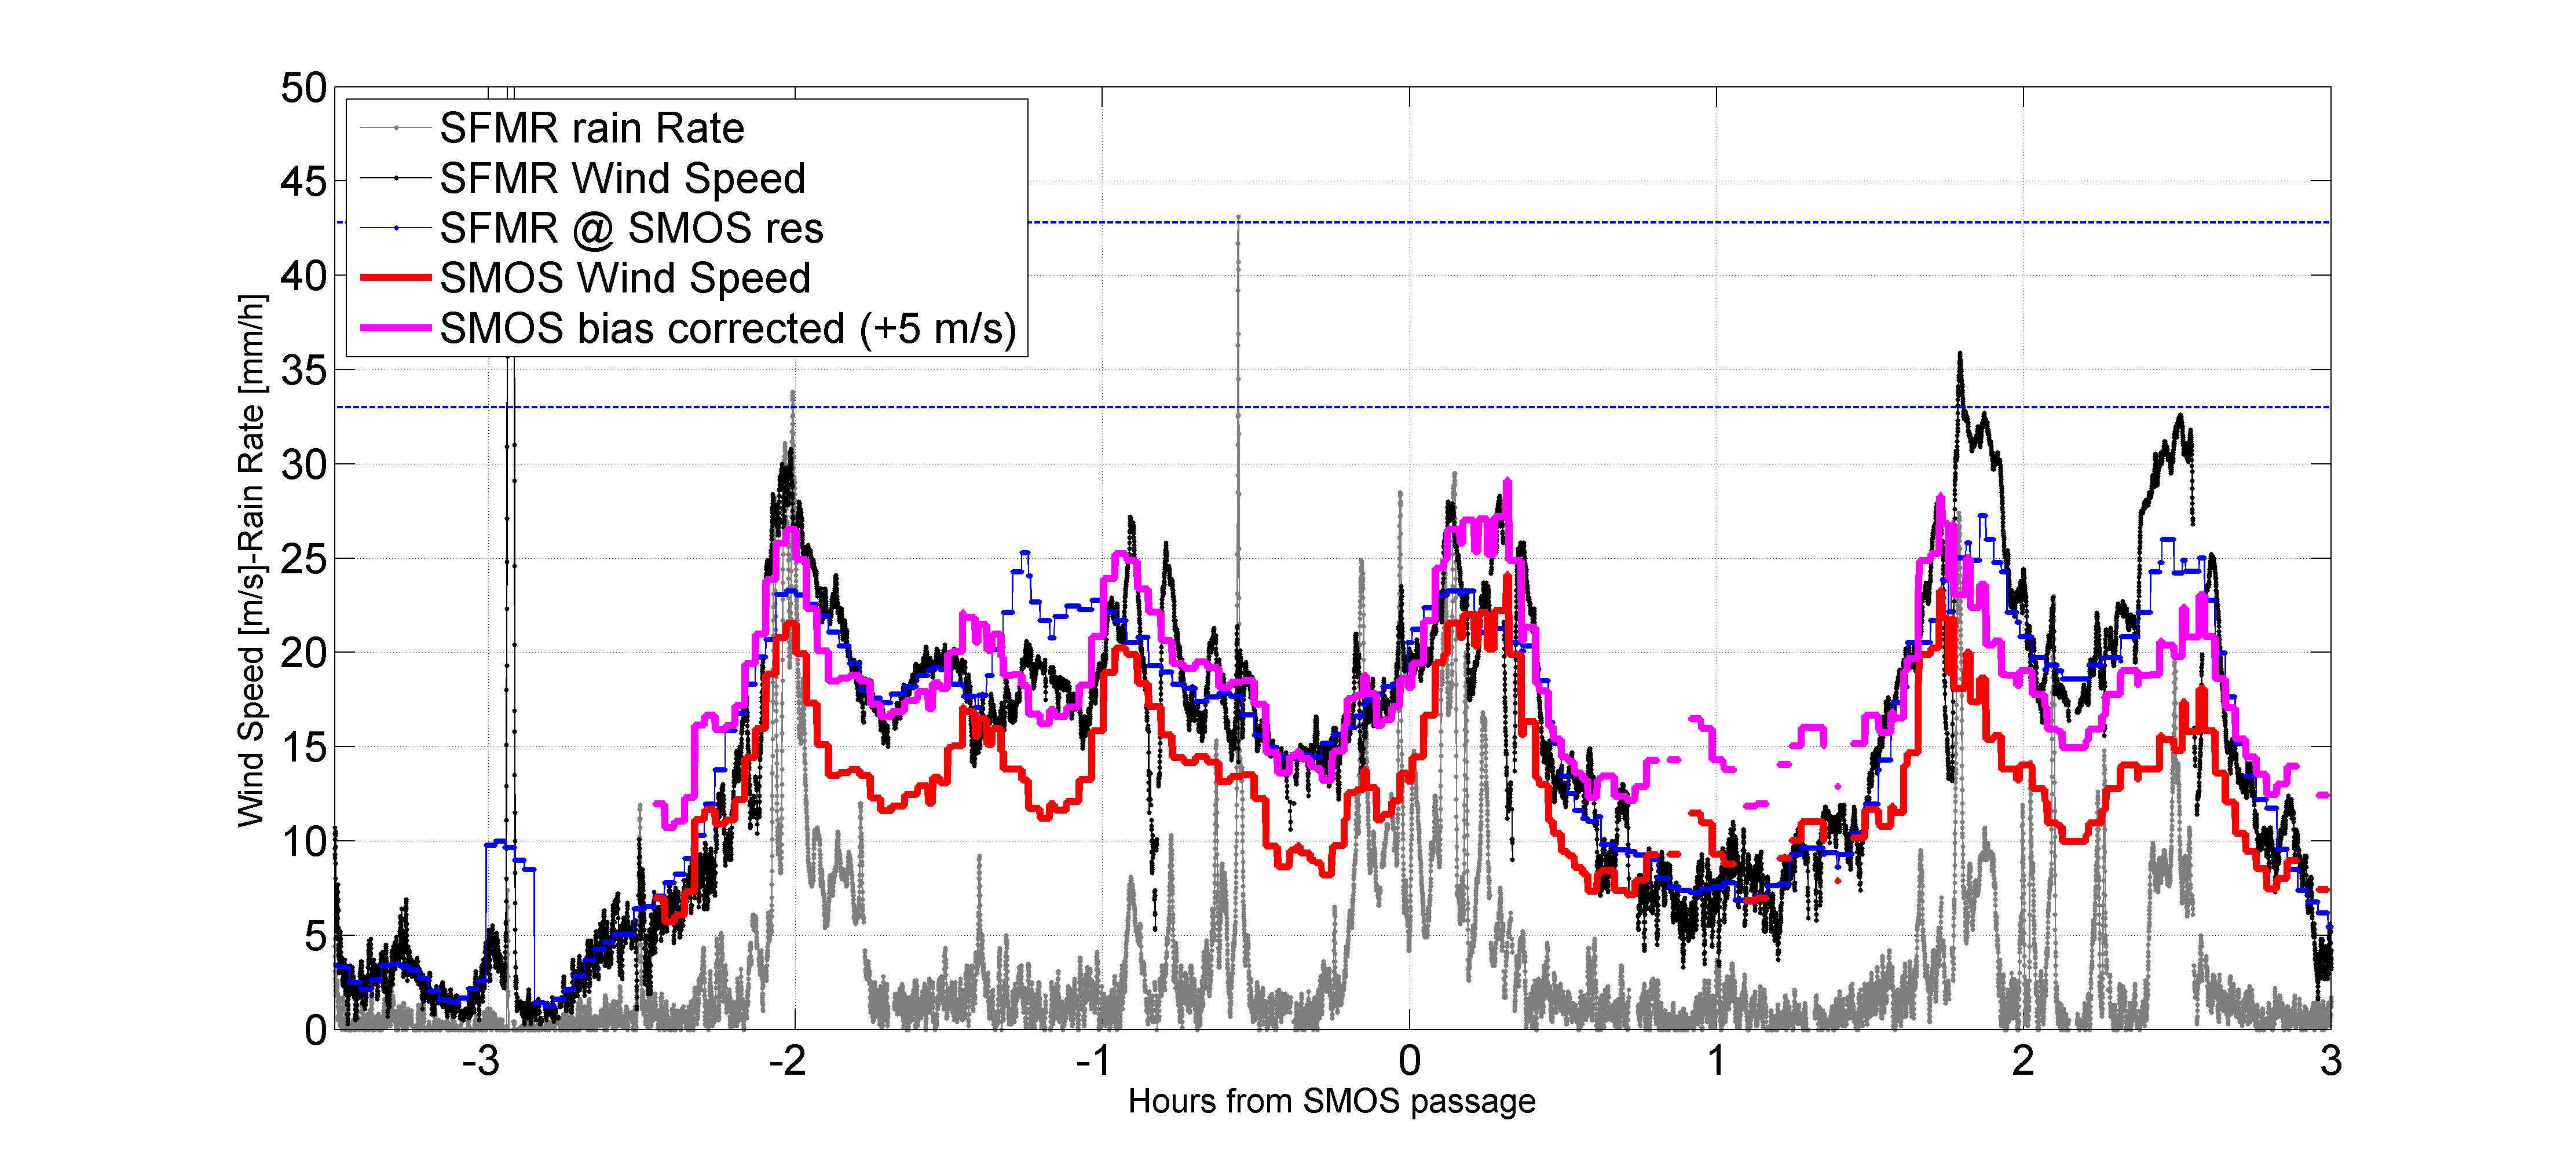 50
45
40
35
30
25
20
15
10
5
0
Wind Speed [m/s]-Rain Rate [mm/h]
SFMR rain Rate
SFMR Wind Speed
SFMR @ SMOS res
SMOS Wind Speed
SMOS bias corrected (+5 m/s)
-3 -2 -1 0 1 2 3
Hours from SMOS passage